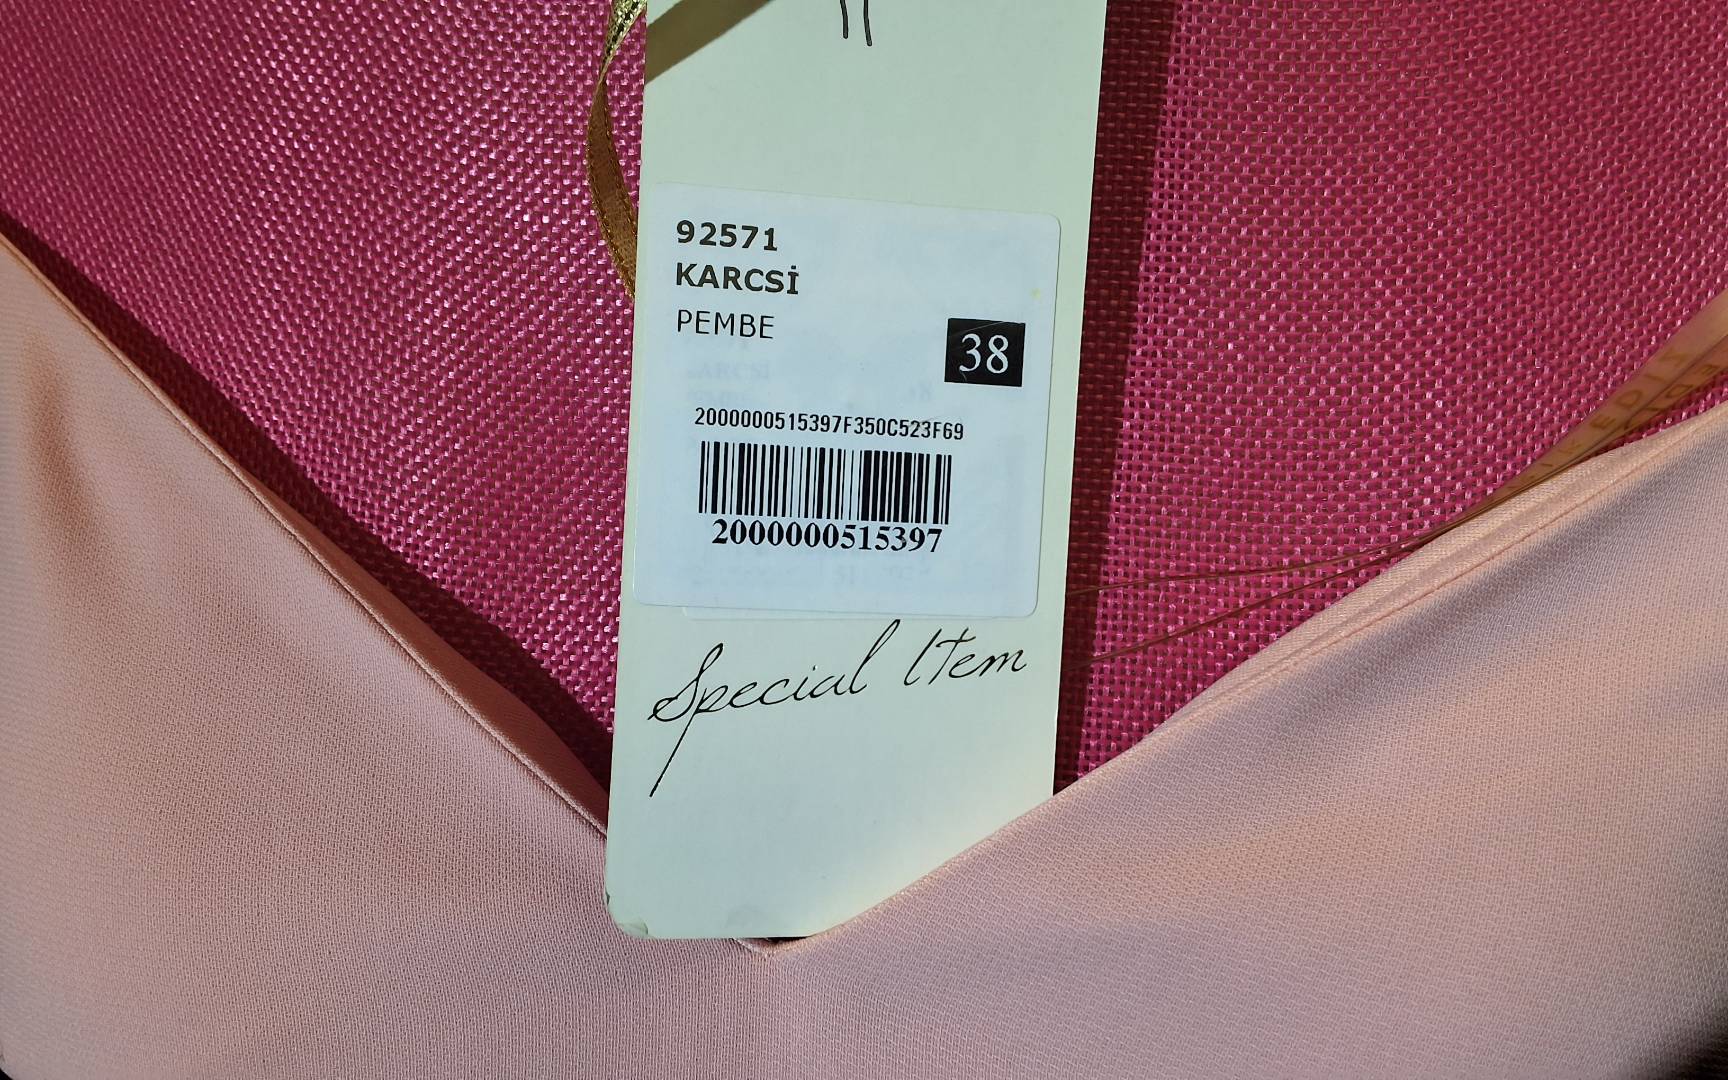 92571
KARCSİ
PEMBE
38
2000000515397F350C523F69
2000000515397
Special Item